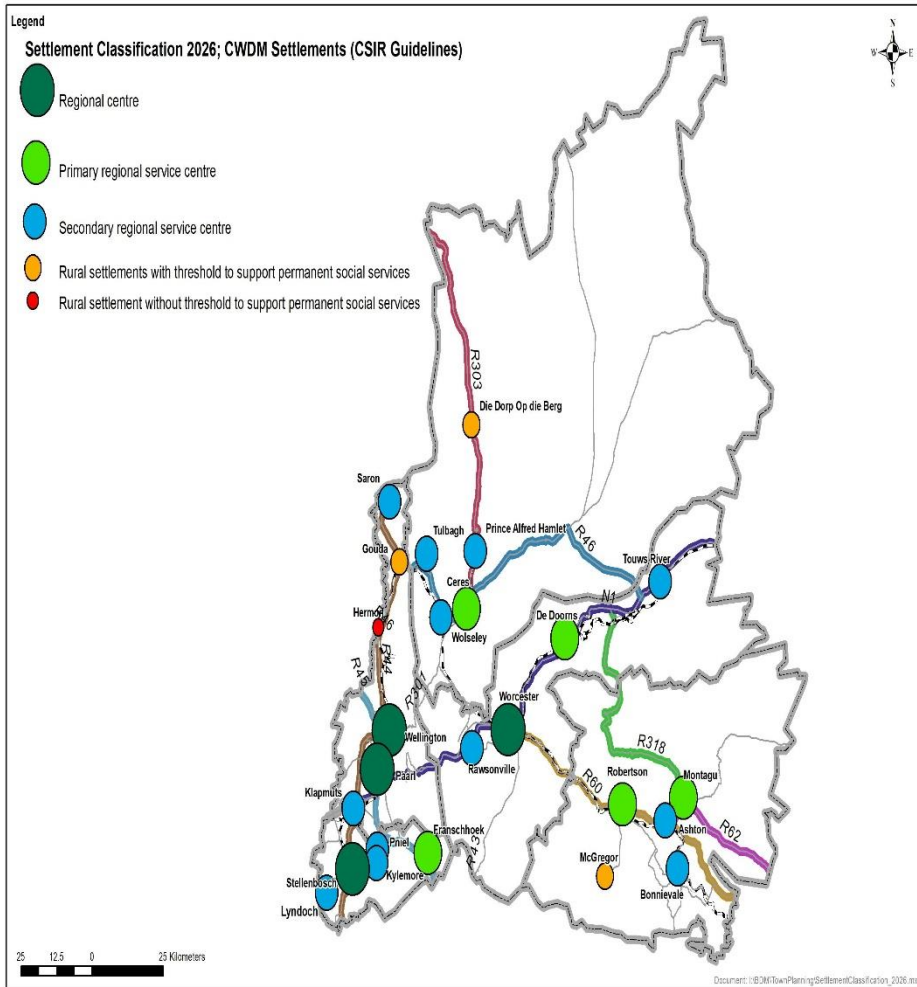 Legend
Settlement Classification 2026; CWDM Settlements (CSIR Guidelines)
N
W E
S
Regional centre
Primary regional service centre
Secondary regional service centre
Rural settlements with threshold to support permanent social services
Rural settlement without threshold to support permanent social services
R303
Die Dorp Op die Berg
Saron
Tulbagh
Prince Alfred Hamlet
R46
Gouda
Touws River
Ceres
N1
Hermon
De Doorns
Wolseley
R44
R45
R301
Worcester
Wellington
R318
Paarl
Rawsonville
Robertson
Montagu
Klapmuts
R60
R62
Ashton
Pniel
Franschhoek
R43
McGregor
Kylemore
Bonnievale
Stellenbosch
Lyndoch
25 12.5 0 25 Kilometers